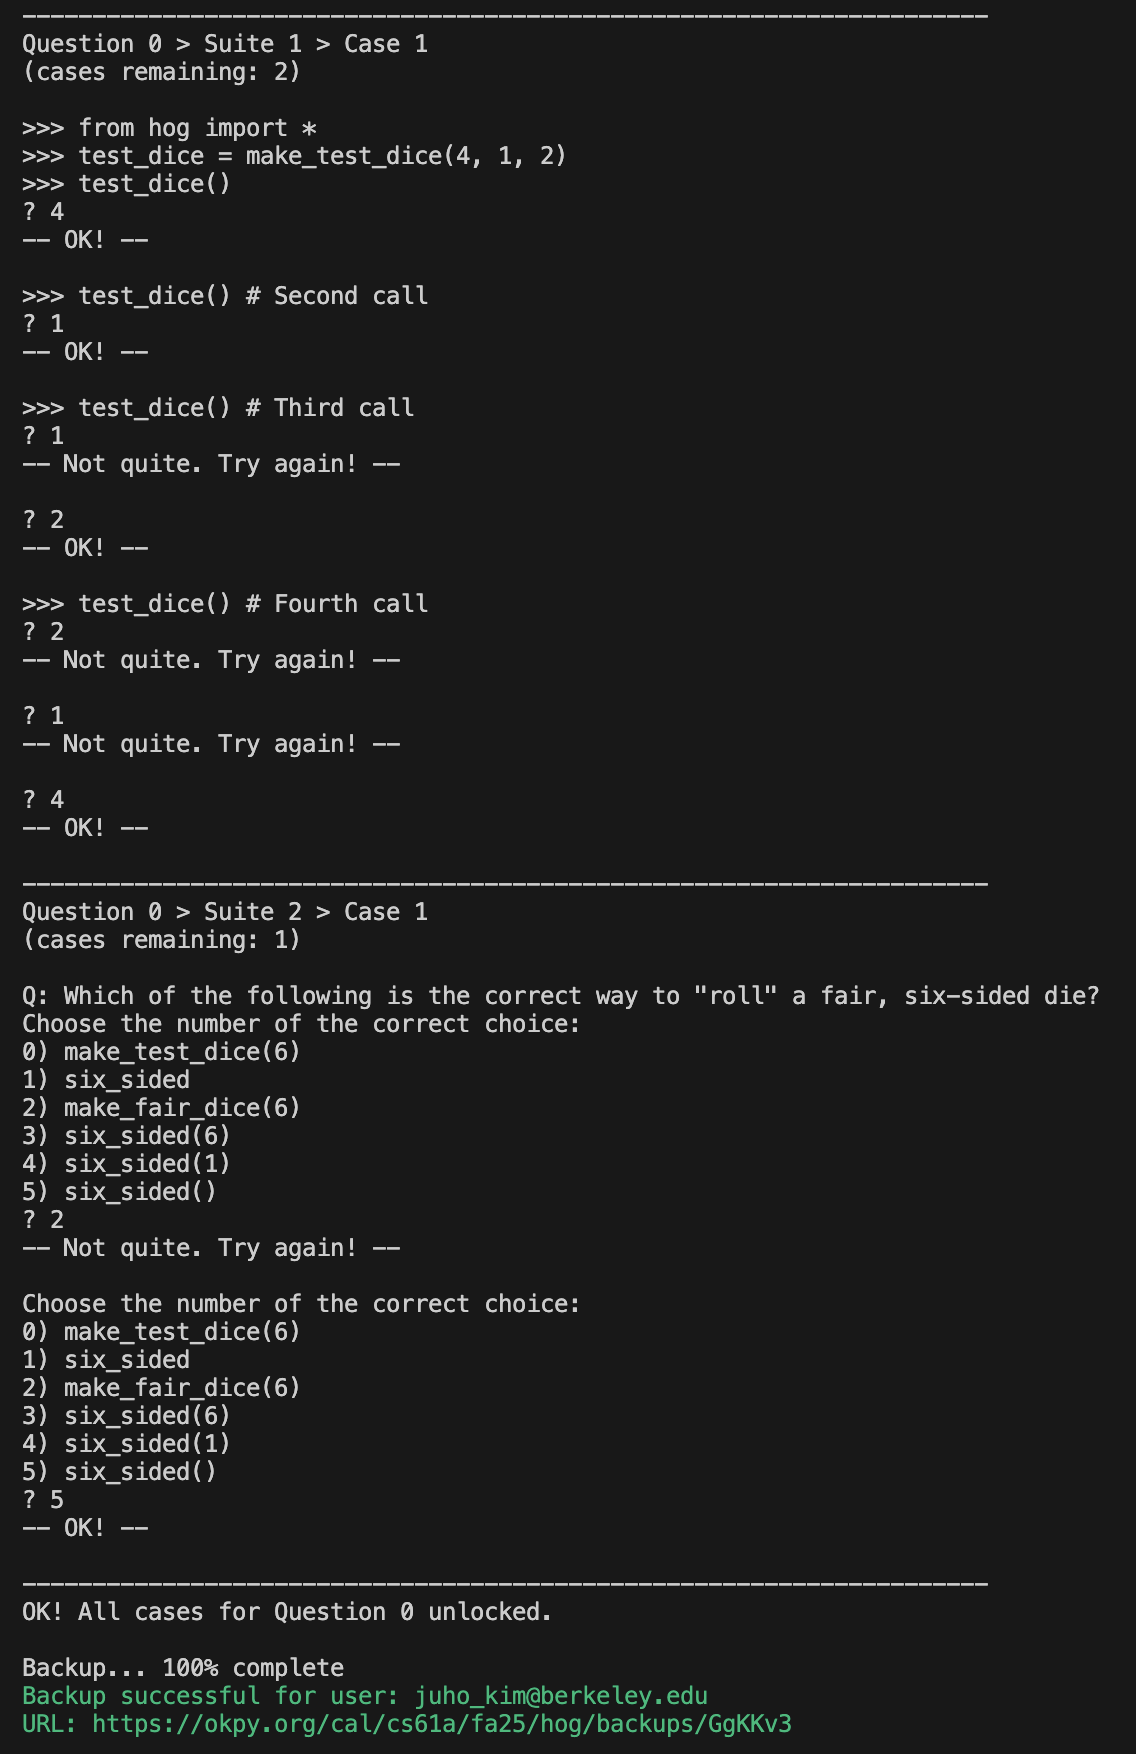 Question 0 > Suite 1 > Case 1
(cases remaining: 2)
>>> from hog import *
>>> test_dice = make_test_dice(4, 1, 2)
>>> test_dice()
? 4
-- OK! --
>>> test_dice() # Second call
? 1
-- OK! --
>>> test_dice() # Third call
? 1
-- Not quite. Try again! --
? 2
-- OK! --
>>> test_dice() # Fourth call
? 2
-- Not quite. Try again! --
? 1
-- Not quite. Try again! --
? 4
-- OK! --
Question 0 > Suite 2 > Case 1
(cases remaining: 1)
Q: Which of the following is the correct way to "roll" a fair, six-sided die?
Choose the number of the correct choice:
0) make_test_dice(6)
1) six_sided
2) make_fair_dice(6)
3) six_sided(6)
4) six_sided(1)
5) six_sided()
? 2
-- Not quite. Try again! --
Choose the number of the correct choice:
0) make_test_dice(6)
1) six_sided
2) make_fair_dice(6)
3) six_sided(6)
4) six_sided(1)
5) six_sided()
? 5
-- OK! --
OK! All cases for Question 0 unlocked.
Backup... 100% complete
Backup successful for user: juho_kim@berkeley.edu
URL: https://okpy.org/cal/cs61a/fa25/hog/backups/GgKKv3